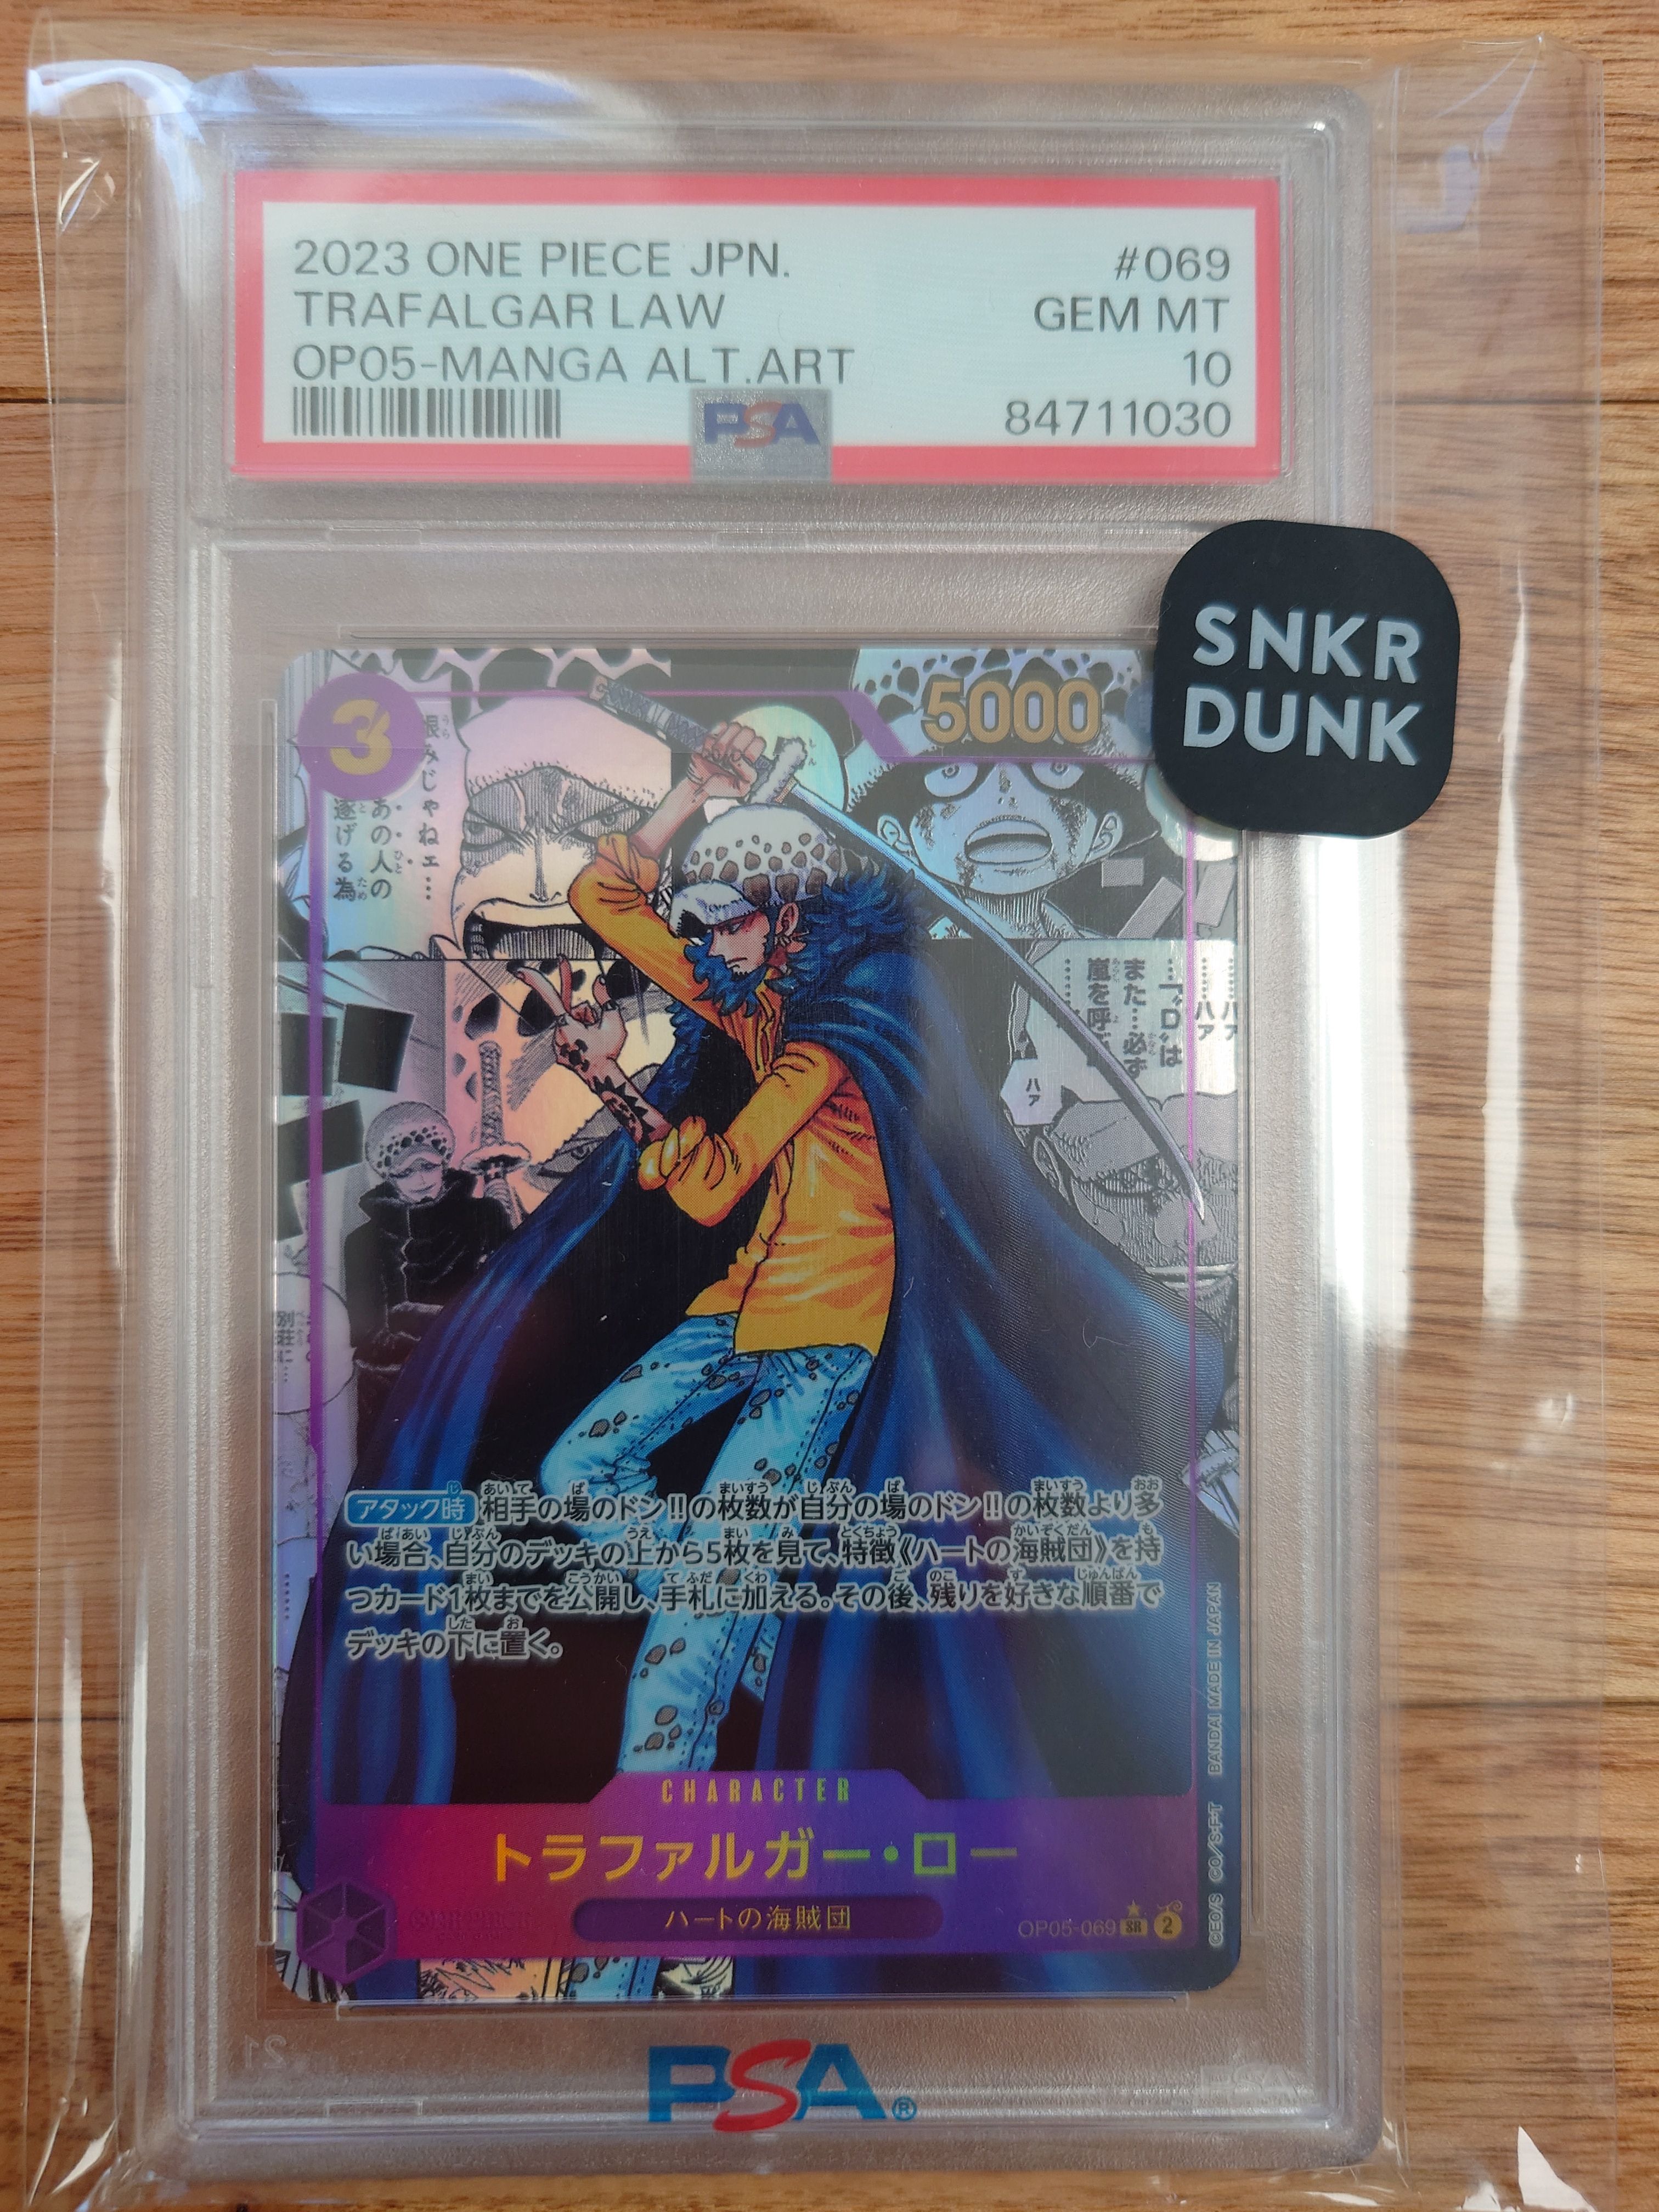 2023 ONE PIECE JPN. #069
TRAFALGAR LAW GEM MT
OP05-MANGA ALT.ART 10
PSA 84711030
SNKR
DUNK
3
5000
恨みじゃねェ…
あの人の
遂げる為
……ハァ
…“D”は
また…必ず
嵐を呼
ハァ
別荘に…
アタック時 相手の場のドン!!の枚数が自分の場のドン!!の枚数より多
い場合、自分のデッキの上から5枚を見て、特徴《ハートの海賊団》を持
つカード1枚までを公開し、手札に加える。その後、残りを好きな順番で
デッキの下に置く。
CHARACTER
トラファルガー・ロー
ハートの海賊団
OP05-069 SR 2
©EO/S ©O/S·F·T BANDAI MADE IN JAPAN
PSA®